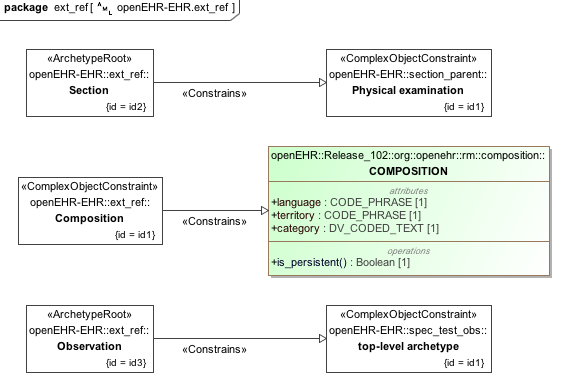 package ext_ref [ AML openEHR-EHR.ext_ref ]
«ArchetypeRoot»
openEHR-EHR::ext_ref::
Section
{id = id2}
«Constrains»
«ComplexObjectConstraint»
openEHR-EHR::section_parent::
Physical examination
{id = id1}
«ComplexObjectConstraint»
openEHR-EHR::ext_ref::
Composition
{id = id1}
«Constrains»
openEHR::Release_102::org::openehr::rm::composition::
COMPOSITION
attributes
+language : CODE_PHRASE [1]
+territory : CODE_PHRASE [1]
+category : DV_CODED_TEXT [1]
operations
+is_persistent() : Boolean [1]
«ArchetypeRoot»
openEHR-EHR::ext_ref::
Observation
{id = id3}
«Constrains»
«ComplexObjectConstraint»
openEHR-EHR::spec_test_obs::
top-level archetype
{id = id1}